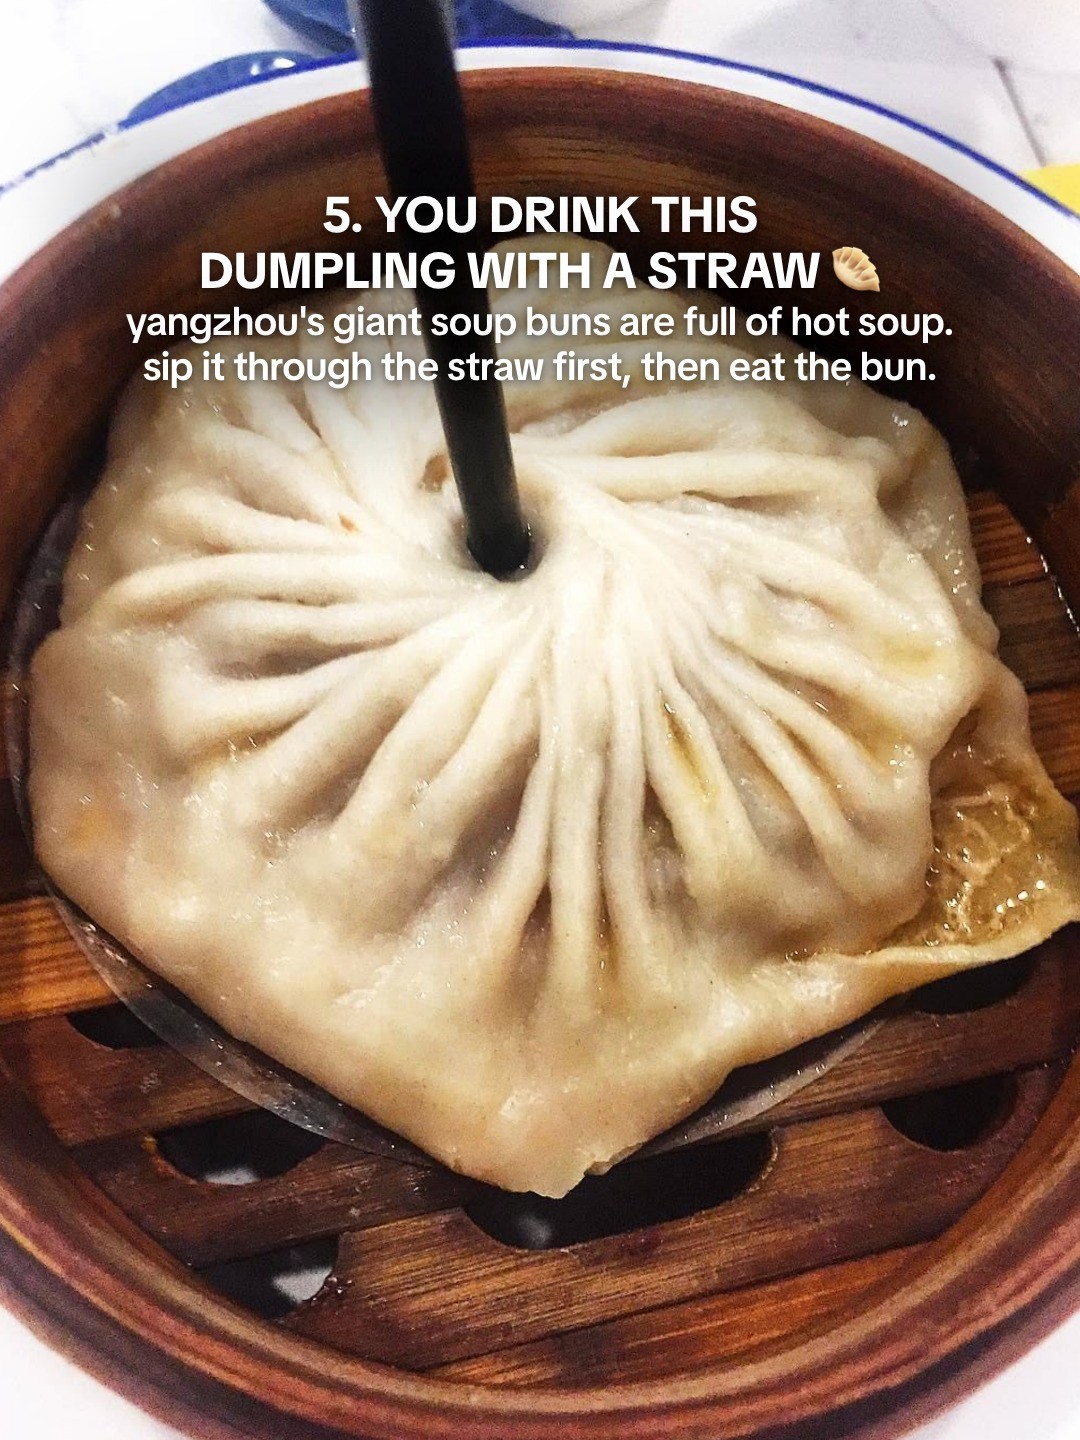 5. YOU DRINK THIS
DUMPLING WITH A STRAW 🥟
yangzhou's giant soup buns are full of hot soup.
sip it through the straw first, then eat the bun.